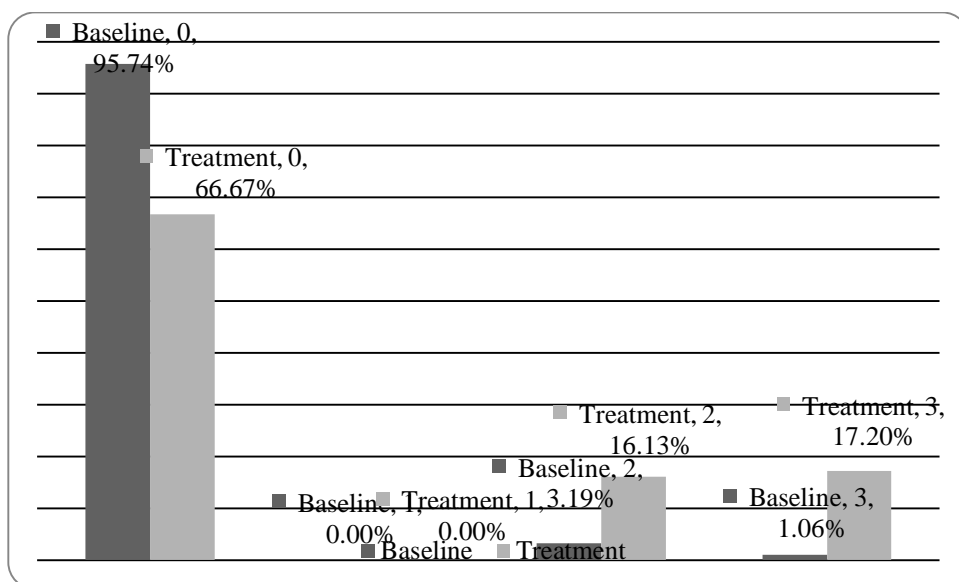 Baseline, 0,
95.74%
Treatment, 0,
66.67%
Treatment, 2,
16.13%
Treatment, 3,
17.20%
Baseline, 2,
3.19%
Baseline, 1,
0.00%
Treatment, 1,
0.00%
Baseline, 3,
1.06%
Baseline
Treatment